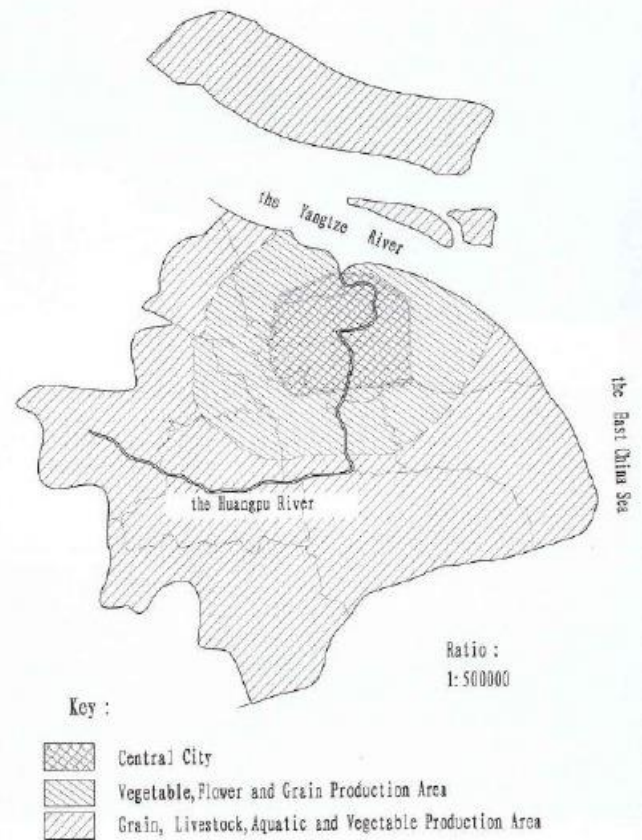 the Yangtze River
the East China Sea
the Huangpu River
Ratio :
1:500000
Key :
Central City
Vegetable, Flower and Grain Production Area
Grain, Livestock, Aquatic and Vegetable Production Area